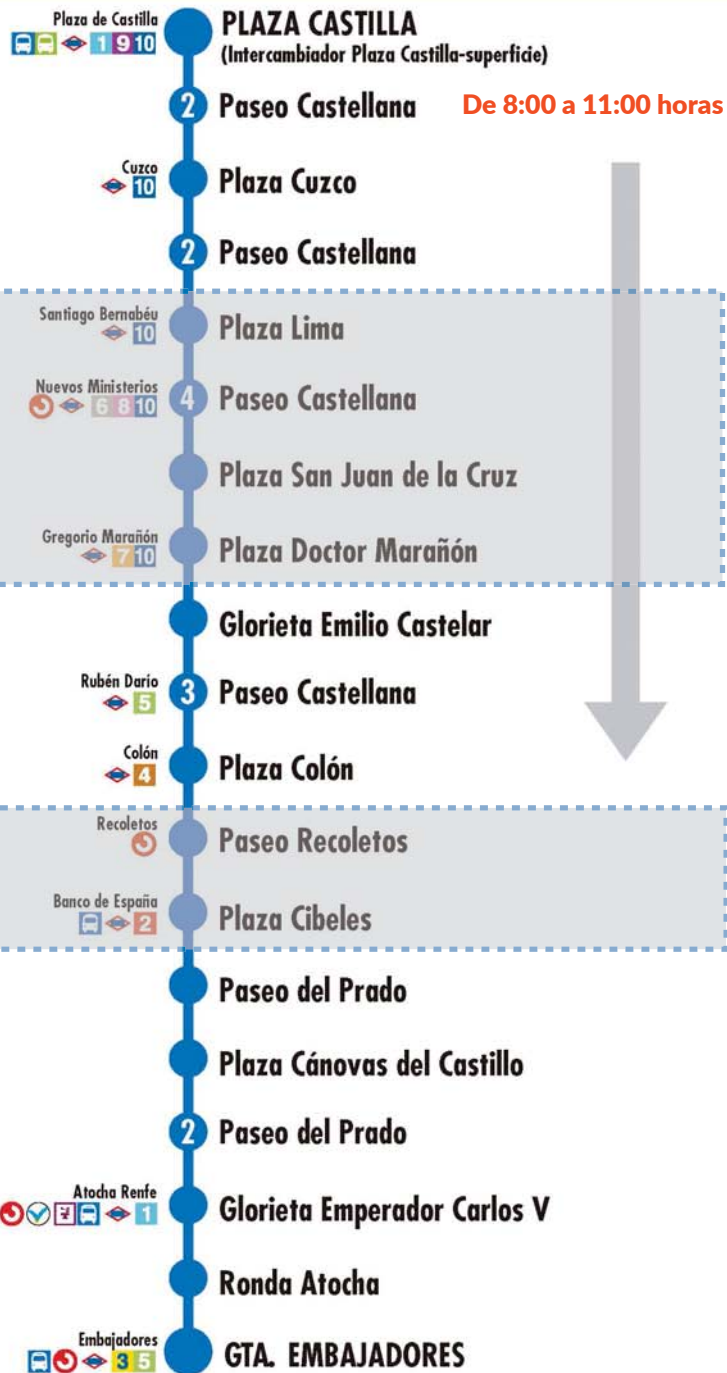 Plaza de Castilla
1 9 10
PLAZA CASTILLA
(Intercambiador Plaza Castilla-superficie)
2 Paseo Castellana
De 8:00 a 11:00 horas
Cuzco
10
Plaza Cuzco
2 Paseo Castellana
Santiago Bernabéu
10
Plaza Lima
Nuevos Ministerios
6 8 10
4 Paseo Castellana
Plaza San Juan de la Cruz
Gregorio Marañón
7 10
Plaza Doctor Marañón
Glorieta Emilio Castelar
Rubén Darío
5
3 Paseo Castellana
Colón
4
Plaza Colón
Recoletos
Paseo Recoletos
Banco de España
2
Plaza Cibeles
Paseo del Prado
Plaza Cánovas del Castillo
2 Paseo del Prado
Atocha Renfe
1
Glorieta Emperador Carlos V
Ronda Atocha
Embajadores
3 5
GTA. EMBAJADORES